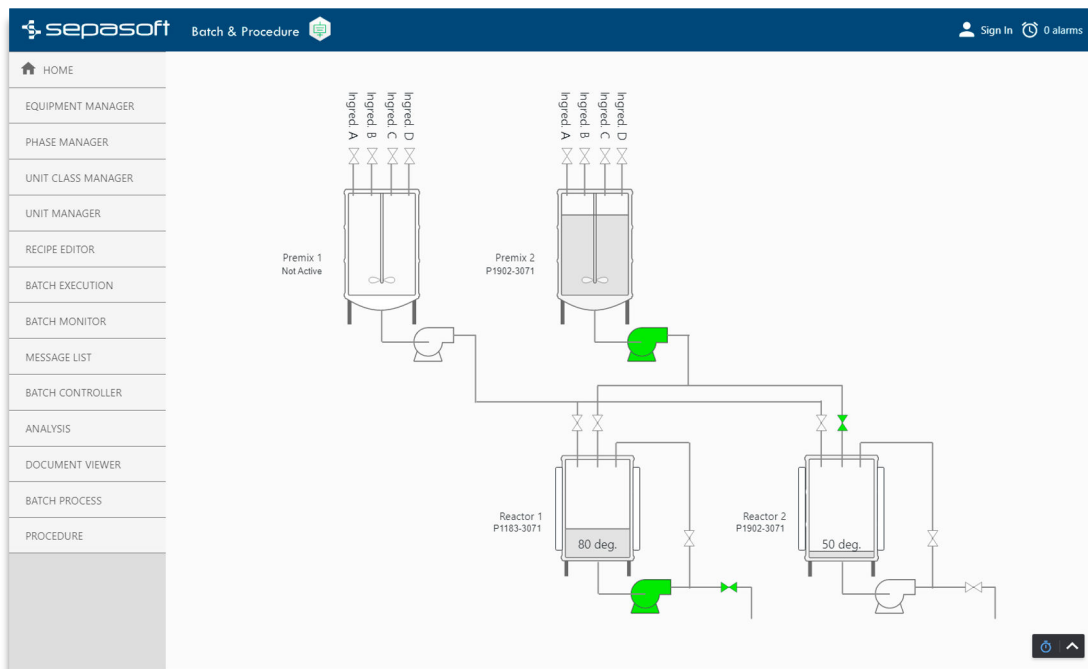 sepasoft Batch & Procedure Sign In 0 alarms
HOME
EQUIPMENT MANAGER
PHASE MANAGER
UNIT CLASS MANAGER
UNIT MANAGER
RECIPE EDITOR
BATCH EXECUTION
BATCH MONITOR
MESSAGE LIST
BATCH CONTROLLER
ANALYSIS
DOCUMENT VIEWER
BATCH PROCESS
PROCEDURE
Ingred. A
Ingred. B
Ingred. C
Ingred. D
Ingred. A
Ingred. B
Ingred. C
Ingred. D
Premix 1
Not Active
Premix 2
P1902-3071
Reactor 1
P1183-3071
80 deg.
Reactor 2
P1902-3071
50 deg.